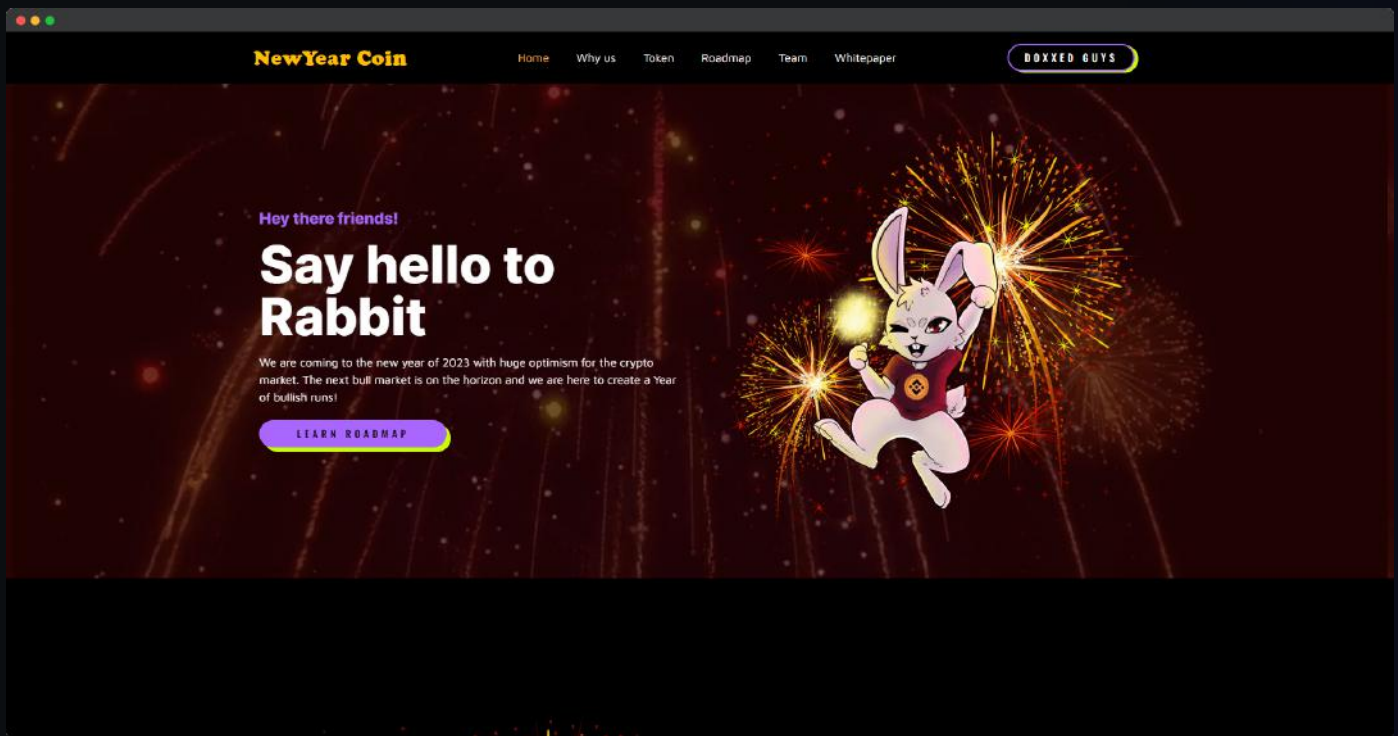 NewYear Coin
Home Why us Token Roadmap Team Whitepaper
DOXXED GUYS
Hey there friends!
Say hello to
Rabbit
We are coming to the new year of 2023 with huge optimism for the crypto
market. The next bull market is on the horizon and we are here to create a Year
of bullish runs!
LEARN ROADMAP